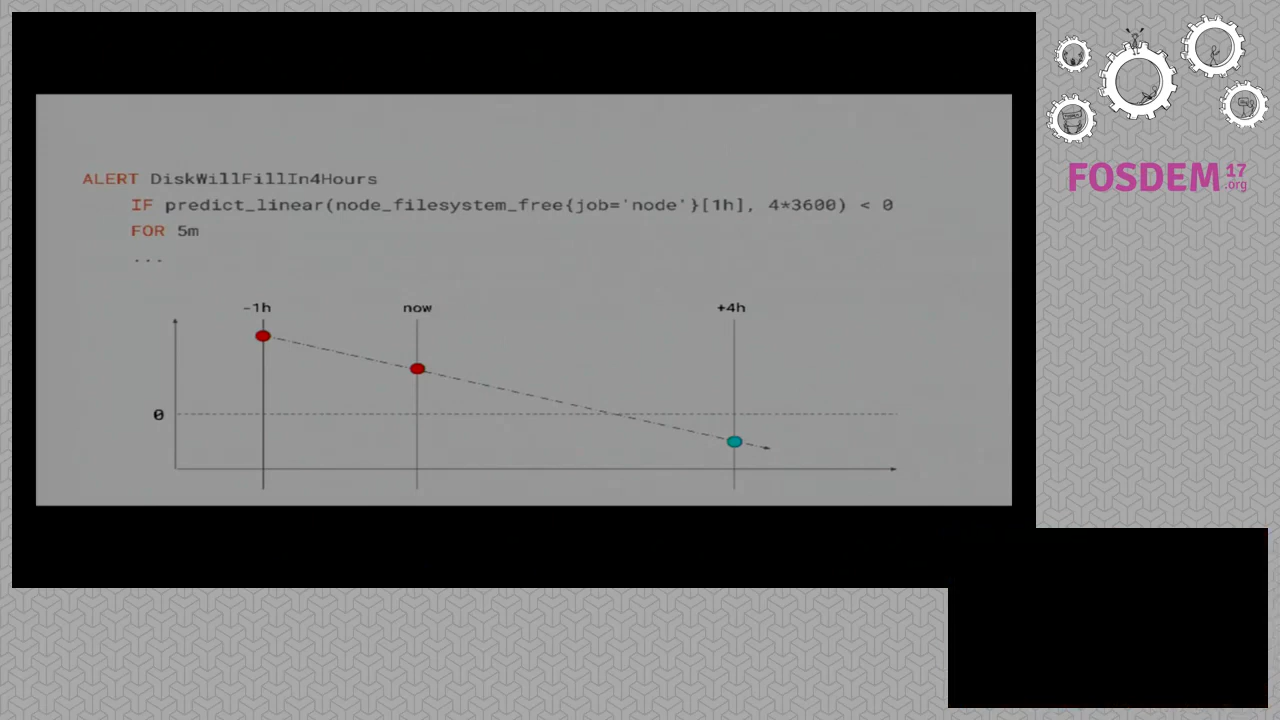 ALERT DiskWillFillIn4Hours
IF predict_linear(node_filesystem_free{job='node'}[1h], 4*3600) < 0
FOR 5m
...
-1h now +4h
0
FOSDEM 17 .org